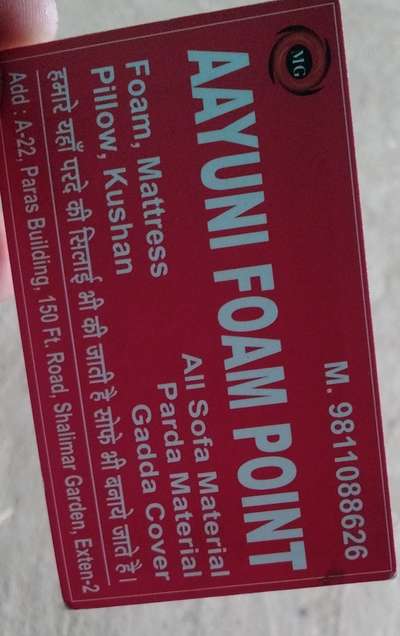 MG
M. 9811088626
AAYUNI FOAM POINT
Foam, Mattress
Pillow, Kushan
All Sofa Material
Parda Material
Gadda Cover
हमारे यहाँ परदे की सिलाई भी की जाती है सोफे भी बनाये जाते है।
Add : A-22, Paras Building, 150 Ft. Road, Shalimar Garden, Exten-2